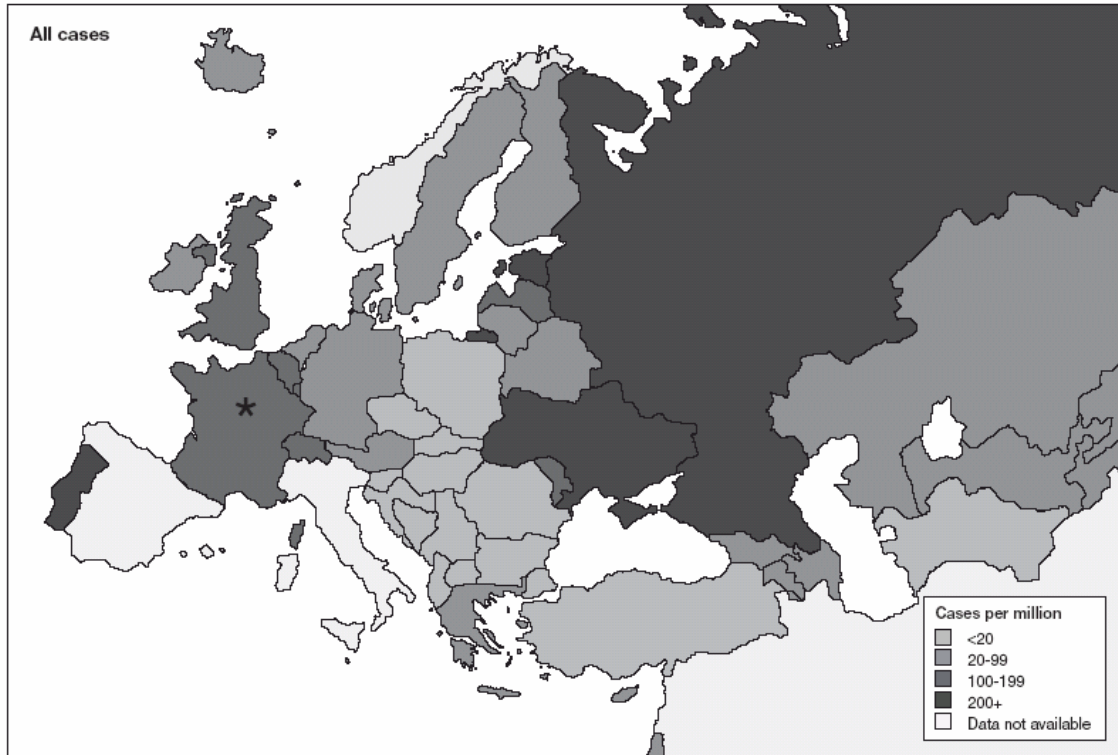 All cases
*
Cases per million
<20
20-99
100-199
200+
Data not available